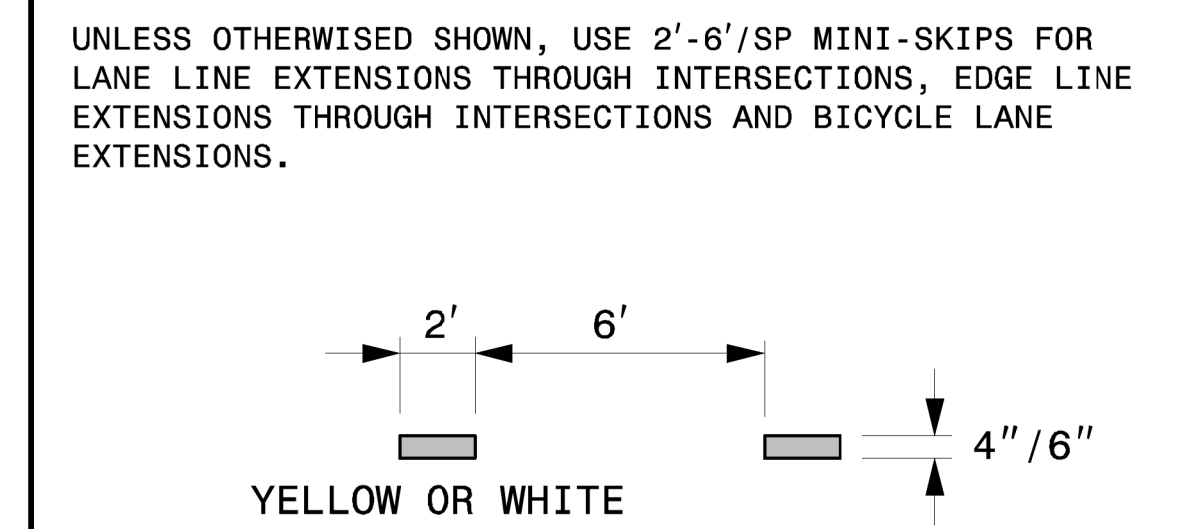 UNLESS OTHERWISED SHOWN, USE 2'-6'/SP MINI-SKIPS FOR
LANE LINE EXTENSIONS THROUGH INTERSECTIONS, EDGE LINE
EXTENSIONS THROUGH INTERSECTIONS AND BICYCLE LANE
EXTENSIONS.
2' 6'
4"/6"
YELLOW OR WHITE